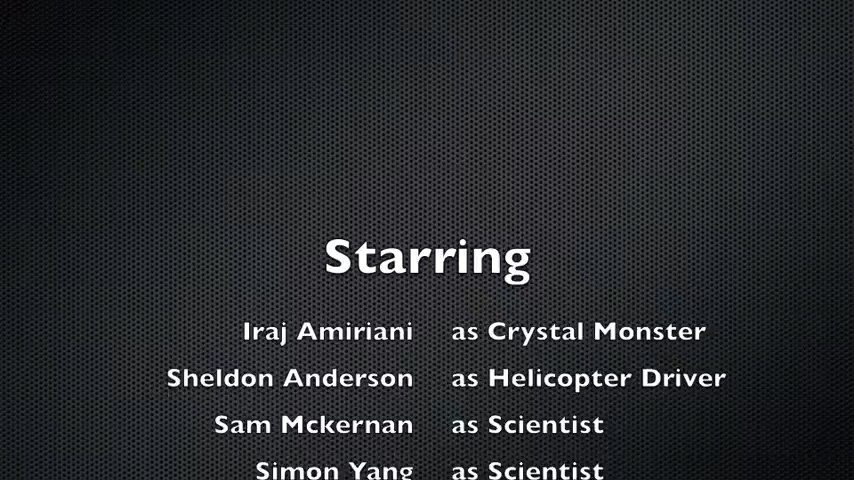 Starring
Iraj Amiriani as Crystal Monster
Sheldon Anderson as Helicopter Driver
Sam Mckernan as Scientist
Simon Yang as Scientist